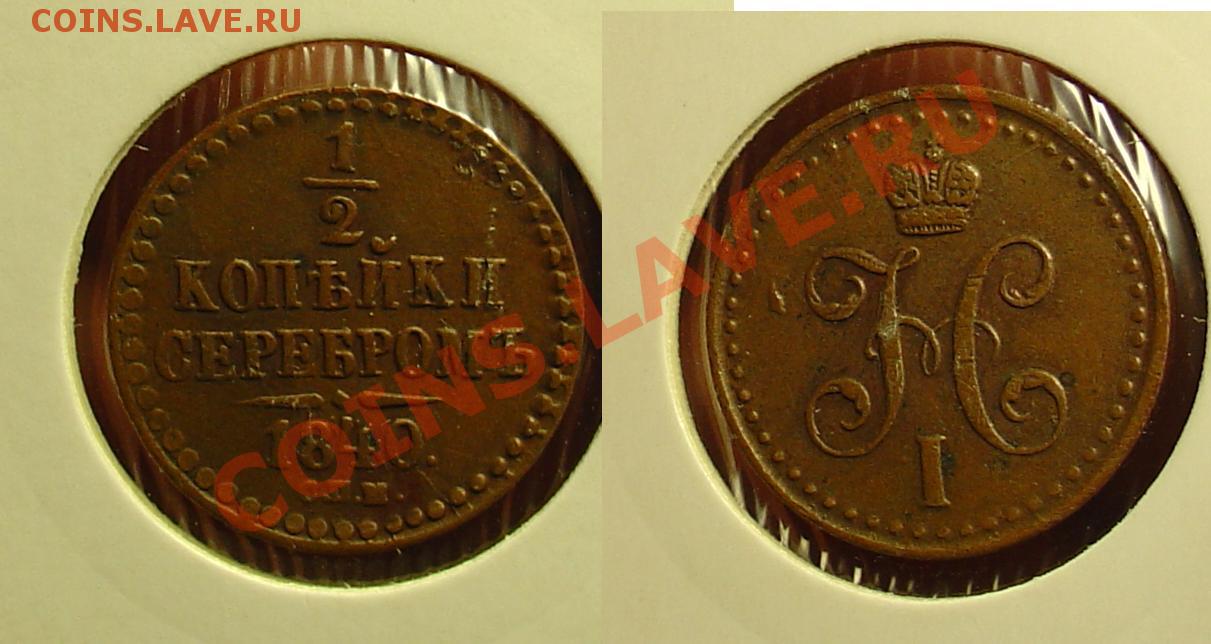 COINS.LAVE.RU
1
2
КОПѢЙКИ
СЕРЕБРОМЪ
I
COINS.LAVE.RU